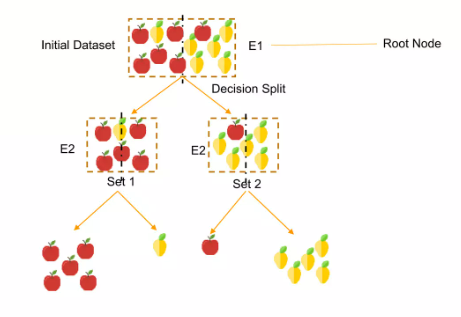 Initial Dataset
E1
Root Node
Decision Split
E2
E2
Set 1
Set 2